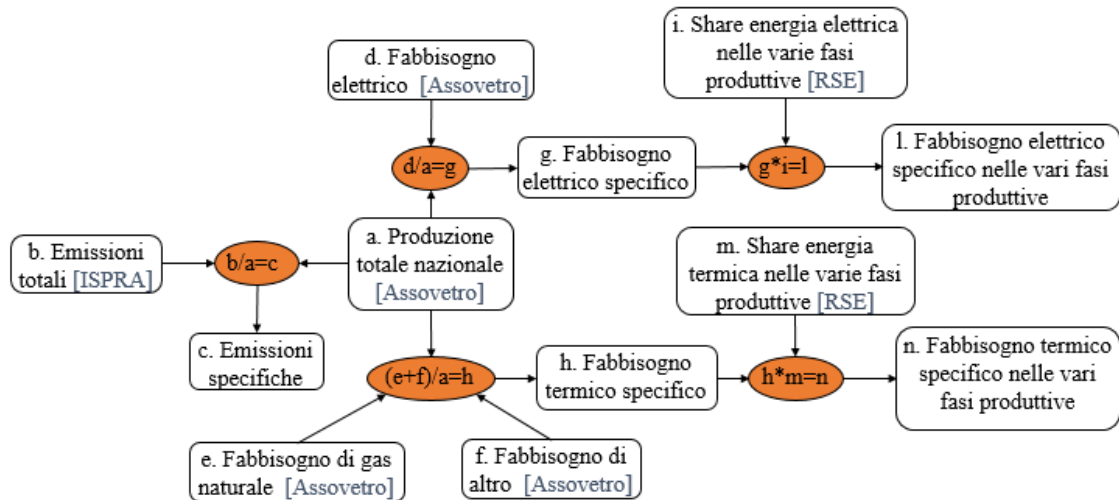 d. Fabbisogno
elettrico [Assovetro]
i. Share energia elettrica
nelle varie fasi
produttive [RSE]
d/a=g
g. Fabbisogno
elettrico specifico
g*i=l
l. Fabbisogno elettrico
specifico nelle vari fasi
produttive
b. Emissioni
totali [ISPRA]
b/a=c
a. Produzione
totale nazionale
[Assovetro]
m. Share energia
termica nelle varie fasi
produttive [RSE]
c. Emissioni
specifiche
(e+f)/a=h
h. Fabbisogno
termico specifico
h*m=n
n. Fabbisogno termico
specifico nelle vari
fasi produttive
e. Fabbisogno di gas
naturale [Assovetro]
f. Fabbisogno di
altro [Assovetro]